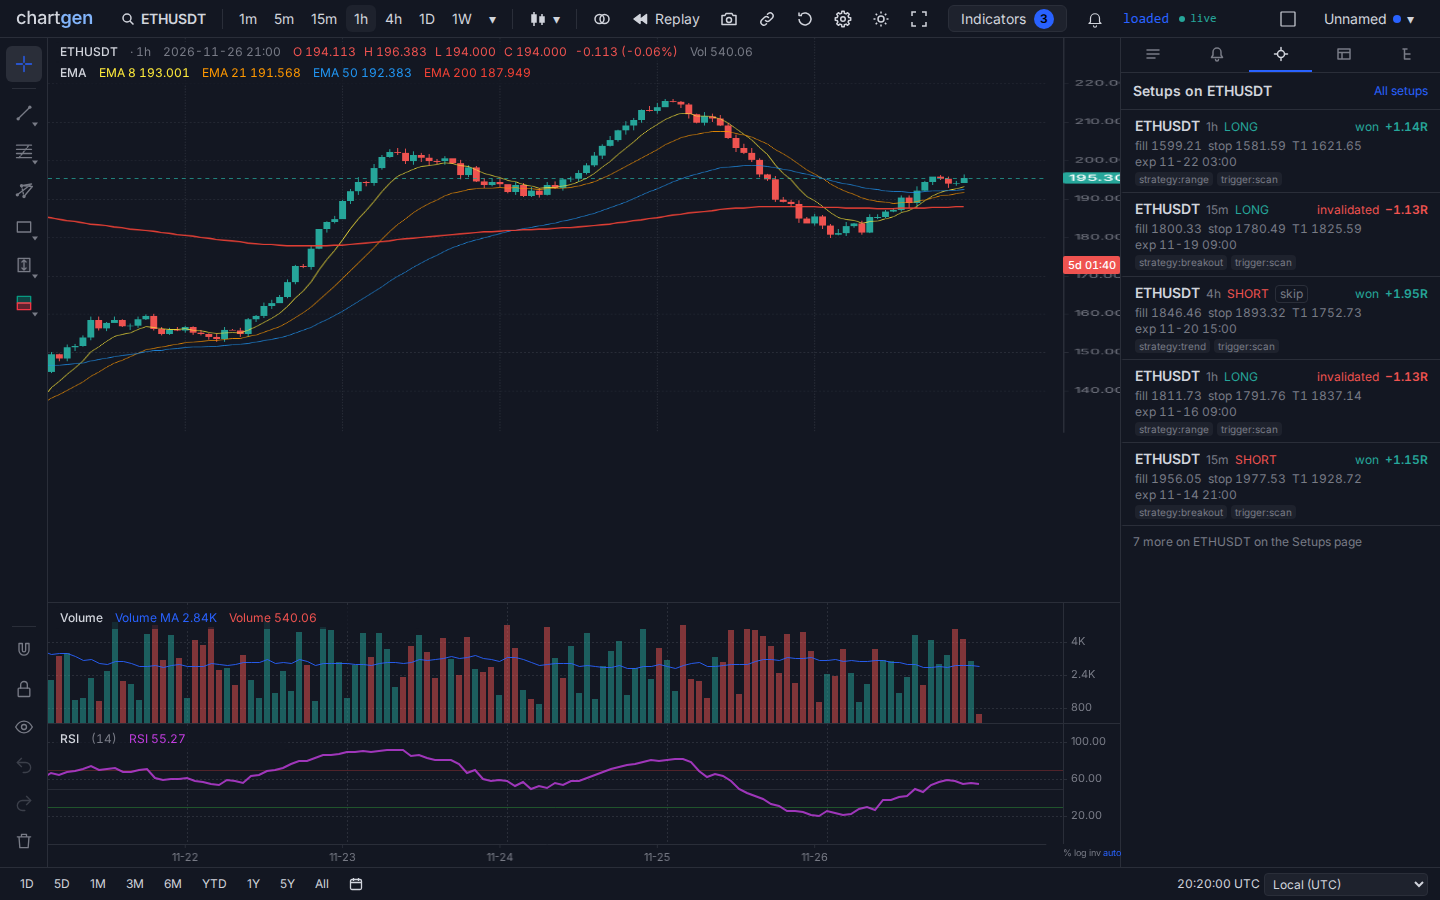 chartgen ETHUSDT 1m 5m 15m 1h 4h 1D 1W ▾ ▾ Replay Indicators 3 loaded live Unnamed ▾
ETHUSDT · 1h 2026-11-26 21:00 O 194.113 H 196.383 L 194.000 C 194.000 -0.113 (-0.06%) Vol 540.06
EMA EMA 8 193.001 EMA 21 191.568 EMA 50 192.383 EMA 200 187.949
220.0
210.00
200.0
195.30
190.00
180.00
5d 01:40
170.00
160.00
150.00
140.00
Volume Volume MA 2.84K Volume 540.06
4K
2.4K
800
RSI (14) RSI 55.27
100.00
60.00
20.00
11-22 11-23 11-24 11-25 11-26
% log inv auto
Setups on ETHUSDT All setups
ETHUSDT 1h LONG won +1.14R
fill 1599.21 stop 1581.59 T1 1621.65
exp 11-22 03:00
strategy:range trigger:scan
ETHUSDT 15m LONG invalidated −1.13R
fill 1800.33 stop 1780.49 T1 1825.59
exp 11-19 09:00
strategy:breakout trigger:scan
ETHUSDT 4h SHORT skip won +1.95R
fill 1846.46 stop 1893.32 T1 1752.73
exp 11-20 15:00
strategy:trend trigger:scan
ETHUSDT 1h LONG invalidated −1.13R
fill 1811.73 stop 1791.76 T1 1837.14
exp 11-16 09:00
strategy:range trigger:scan
ETHUSDT 15m SHORT won +1.15R
fill 1956.05 stop 1977.53 T1 1928.72
exp 11-14 21:00
strategy:breakout trigger:scan
7 more on ETHUSDT on the Setups page
1D 5D 1M 3M 6M YTD 1Y 5Y All 20:20:00 UTC Local (UTC)